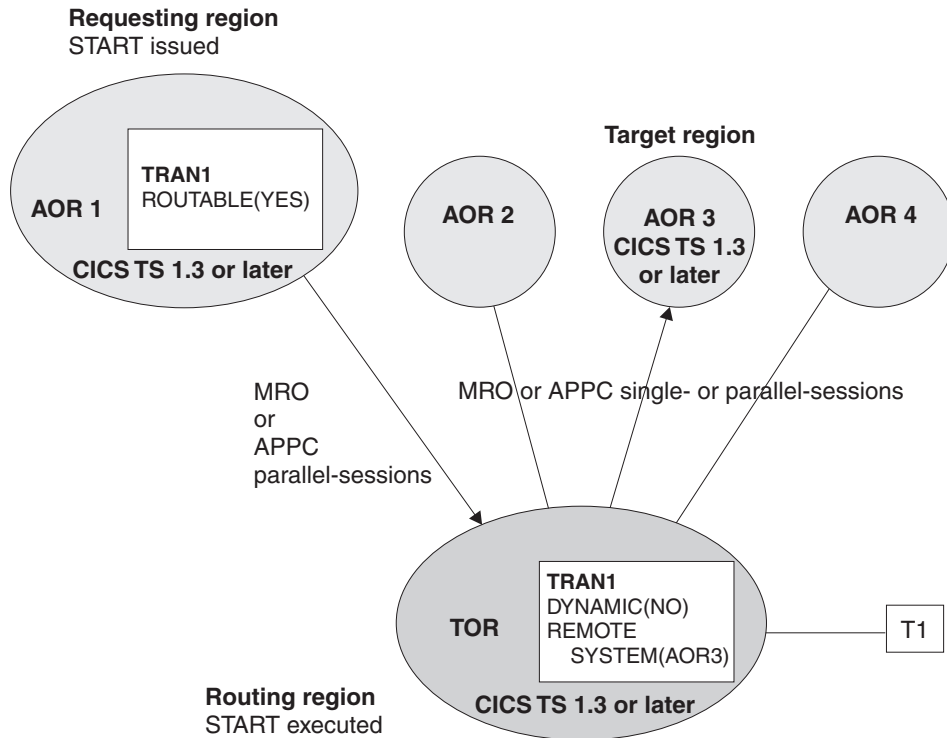 Requesting region
START issued
TRAN1
ROUTABLE(YES)
AOR 1
CICS TS 1.3 or later
Target region
AOR 2
AOR 3
CICS TS 1.3
or later
AOR 4
MRO
or
APPC
parallel-sessions
MRO or APPC single- or parallel-sessions
TRAN1
DYNAMIC(NO)
REMOTE
SYSTEM(AOR3)
TOR
T1
CICS TS 1.3 or later
Routing region
START executed